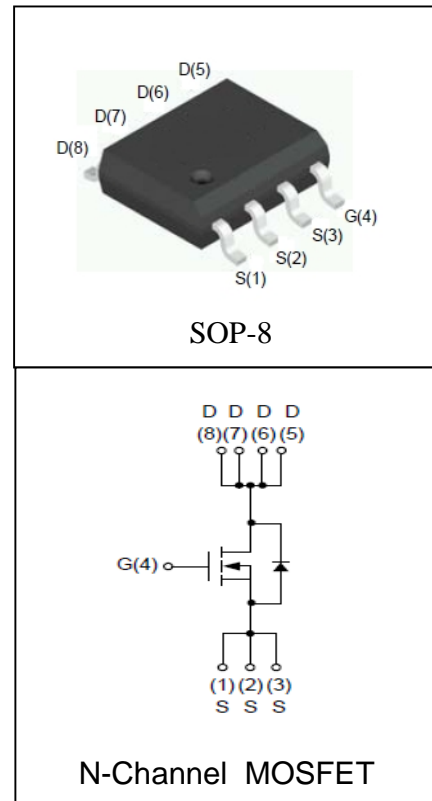 D(5)
D(6)
D(7)
D(8)
G(4)
S(3)
S(2)
S(1)
SOP-8
D D D D
(8)(7)(6)(5)
G(4)
(1)(2)(3)
S S S
N-Channel MOSFET